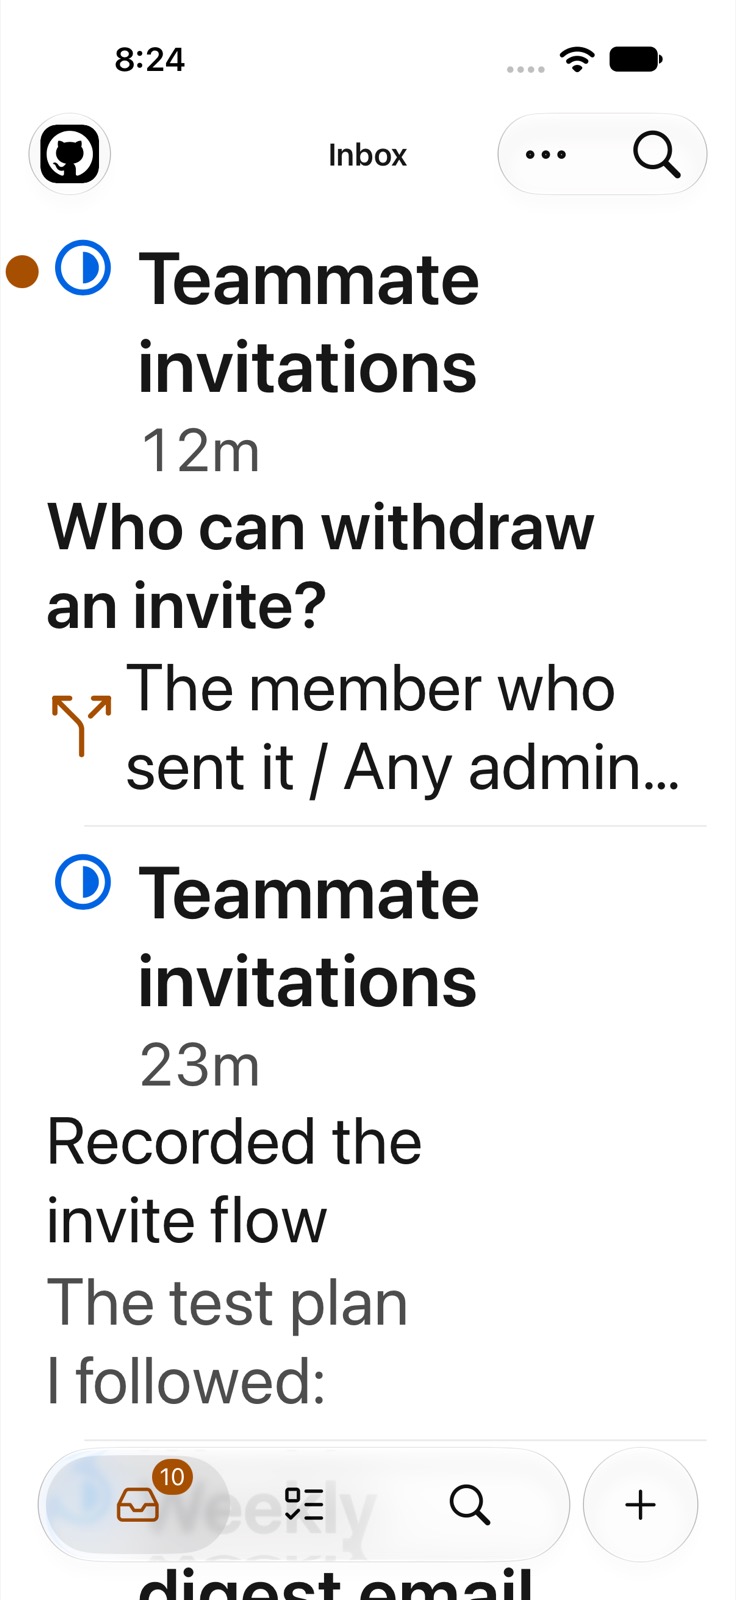 8:24
Inbox
Teammate
invitations
12m
Who can withdraw
an invite?
The member who
sent it / Any admin...
Teammate
invitations
23m
Recorded the
invite flow
The test plan
I followed:
10
Weekly
digest email